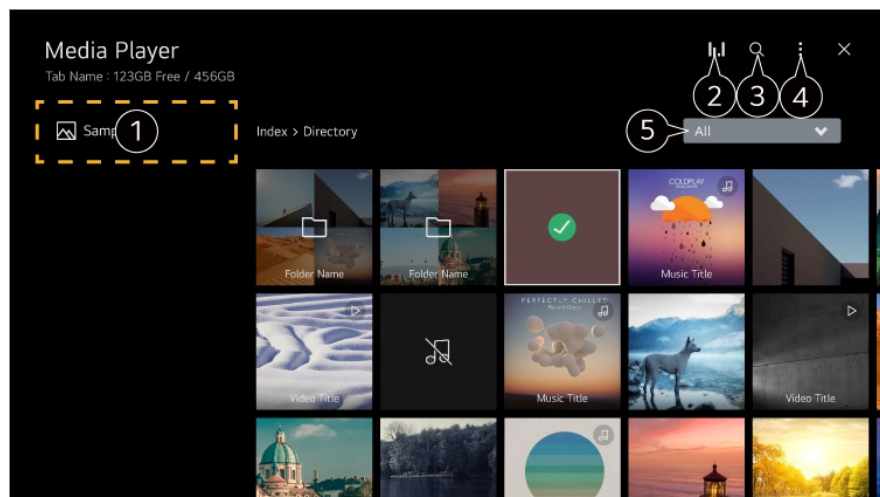 Media Player
Tab Name : 123GB Free / 456GB
2
3
4
1
Index > Directory
5
All
Folder Name
Folder Name
COLDPLAY
Music Title
PERFECTLY CHILLED
Video Title
Music Title
Video Title